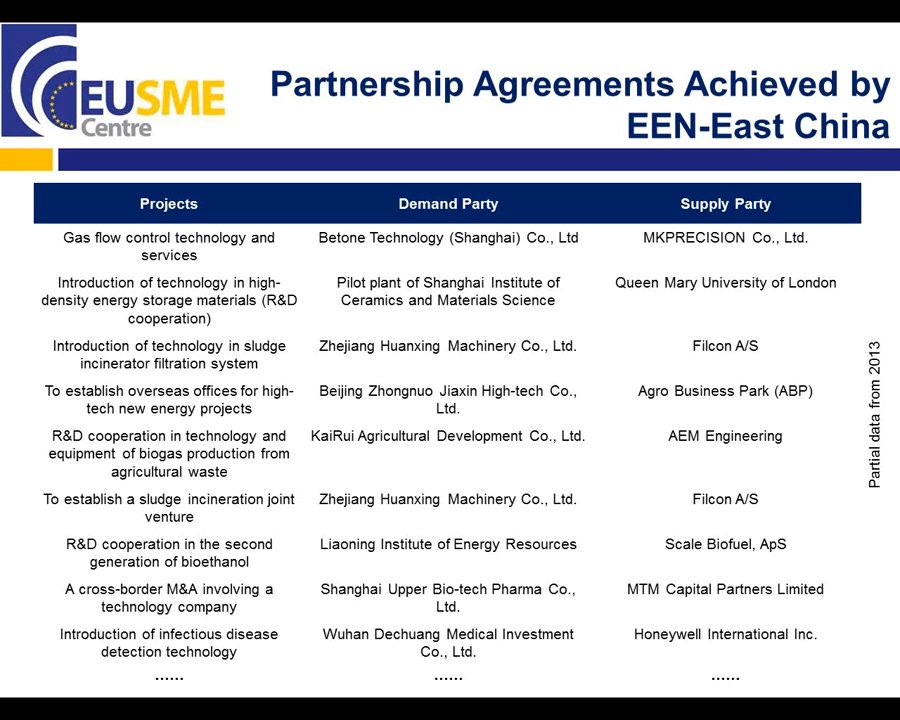 EUSME
Centre
Partnership Agreements Achieved by
EEN-East China
Projects Demand Party Supply Party
Gas flow control technology and Betone Technology (Shanghai) Co., Ltd MKPRECISION Co., Ltd.
services
Introduction of technology in high- Pilot plant of Shanghai Institute of Queen Mary University of London
density energy storage materials (R&D Ceramics and Materials Science
cooperation)
Introduction of technology in sludge Zhejiang Huanxing Machinery Co., Ltd. Filcon A/S
incinerator filtration system
To establish overseas offices for high- Beijing Zhongnuo Jiaxin High-tech Co., Agro Business Park (ABP)
tech new energy projects Ltd.
R&D cooperation in technology and KaiRui Agricultural Development Co., Ltd. AEM Engineering
equipment of biogas production from
agricultural waste
To establish a sludge incineration joint Zhejiang Huanxing Machinery Co., Ltd. Filcon A/S
venture
R&D cooperation in the second Liaoning Institute of Energy Resources Scale Biofuel, ApS
generation of bioethanol
A cross-border M&A involving a Shanghai Upper Bio-tech Pharma Co., MTM Capital Partners Limited
technology company Ltd.
Introduction of infectious disease Wuhan Dechuang Medical Investment Honeywell International Inc.
detection technology Co., Ltd.
...... ...... ......
Partial data from 2013